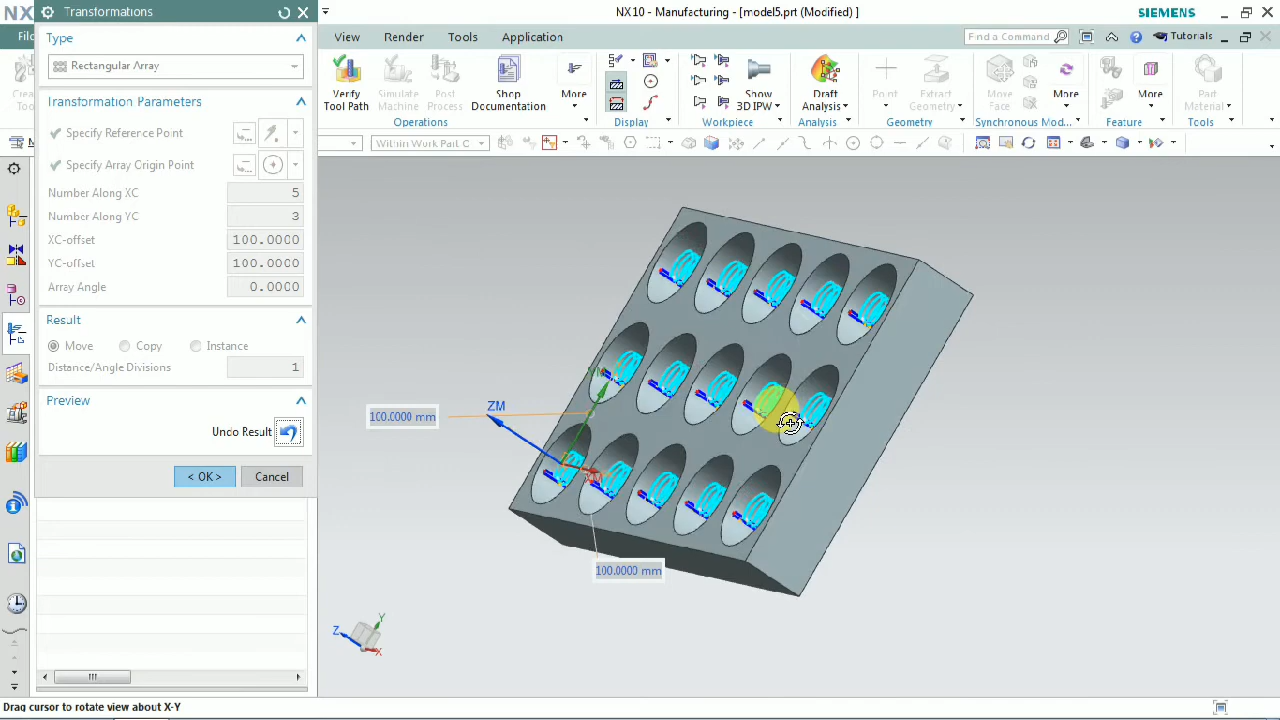 NX Transformations
NX10 - Manufacturing - [model5.prt (Modified) ]
SIEMENS
View Render Tools Application
Find a Command
Tutorials
Type
Rectangular Array
Transformation Parameters
Specify Reference Point
Specify Array Origin Point
Number Along XC 5
Number Along YC 3
XC-offset 100.0000
YC-offset 100.0000
Array Angle 0.0000
Result
Move Copy Instance
Distance/Angle Divisions 1
Preview
Undo Result
< OK > Cancel
Verify
Tool Path
Simulate
Machine
Post
Process
Shop
Documentation
More
Operations
Display
Show
3D IPW
Workpiece
Draft
Analysis
Analysis
Point
Extract
Geometry
Geometry
Move
Face
More
Synchronous Mod...
More
Feature
Part
Material
Tools
Within Work Part C
100.0000 mm
ZM
YM
XM
100.0000 mm
Z
Y
X
Drag cursor to rotate view about X-Y